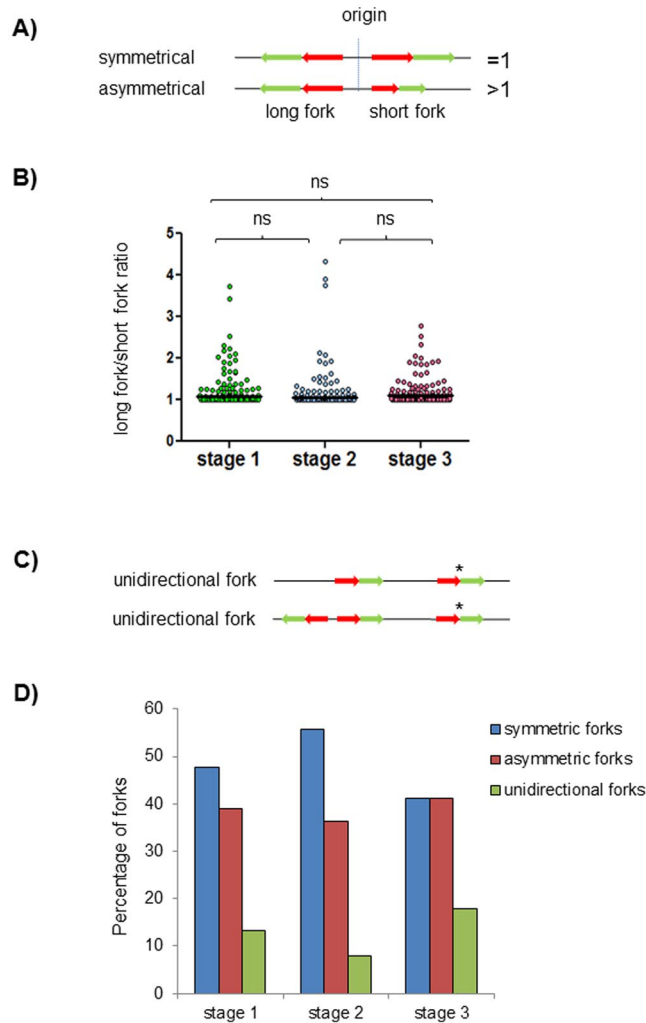 A)
origin
symmetrical
=1
asymmetrical
>1
long fork short fork
B)
ns
ns ns
long fork/short fork ratio
5
4
3
2
1
0
stage 1 stage 2 stage 3
C)
*
unidirectional fork
*
unidirectional fork
D)
Percentage of forks
60
50
40
30
20
10
0
symmetric forks
asymmetric forks
unidirectional forks
stage 1 stage 2 stage 3